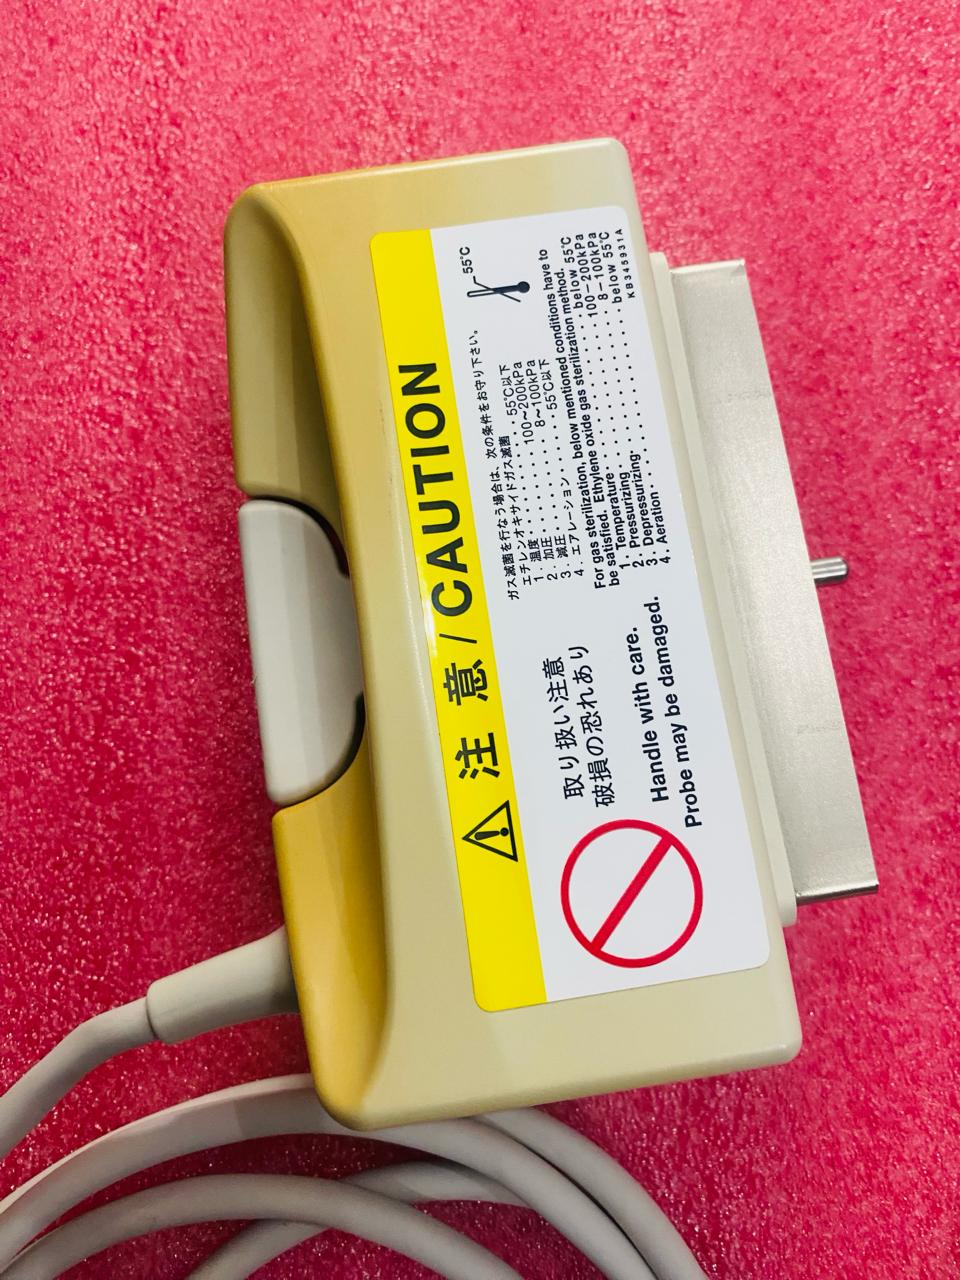 注 意 / CAUTION
取り扱い注意
破損の恐れあり
Handle with care.
Probe may be damaged.
55℃
ガス滅菌を行なう場合は、次の条件をお守り下さい。
エチレンオキサイドガス滅菌
1. 温度・・・・・・・・・・55℃以下
2. 加圧・・・・・・・・100～200kPa
3. 減圧・・・・・・・・・8～100kPa
4. エアレーション・・・・・55℃以下
For gas sterilization, below mentioned conditions have to
be satisfied. Ethylene oxide gas sterilization method.
1. Temperature・・・・・・・・・・・・below 55℃
2. Pressurizing・・・・・・・・・・・100－200kPa
3. Depressurizing・・・・・・・・・・・8－100kPa
4. Aeration・・・・・・・・・・・・・・below 55℃
KB345931A